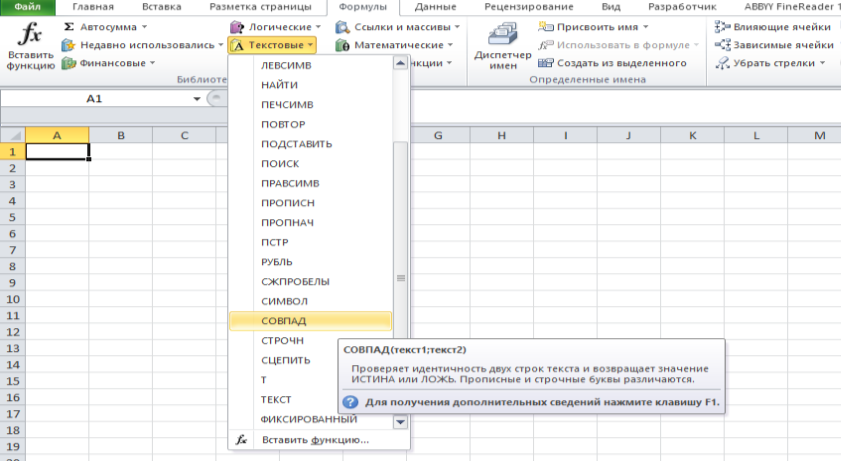 Файл Главная Вставка Разметка страницы Формулы Данные Рецензирование Вид Разработчик ABBYY FineReader 1
fx Σ Автосумма Логические Ссылки и массивы Присвоить имя Влияющие ячейки
Вставить функцию Недавно использовались Текстовые Математические Диспетчер имен Использовать в формуле Зависимые ячейки
Финансовые нкции Создать из выделенного Убрать стрелки
Библиоте Определенные имена
A1
A B C G H I J K L M
ЛЕВСИМВ
НАЙТИ
ПЕЧСИМВ
ПОВТОР
ПОДСТАВИТЬ
ПОИСК
ПРАВСИМВ
ПРОПИСН
ПРОПНАЧ
ПСТР
РУБЛЬ
СЖПРОБЕЛЫ
СИМВОЛ
СОВПАД
СТРОЧН
СЦЕПИТЬ
Т
ТЕКСТ
ФИКСИРОВАННЫЙ
fx Вставить функцию...
СОВПАД(текст1;текст2)
Проверяет идентичность двух строк текста и возвращает значение
ИСТИНА или ЛОЖЬ. Прописные и строчные буквы различаются.
Для получения дополнительных сведений нажмите клавишу F1.
1
2
3
4
5
6
7
8
9
10
11
12
13
14
15
16
17
18
19